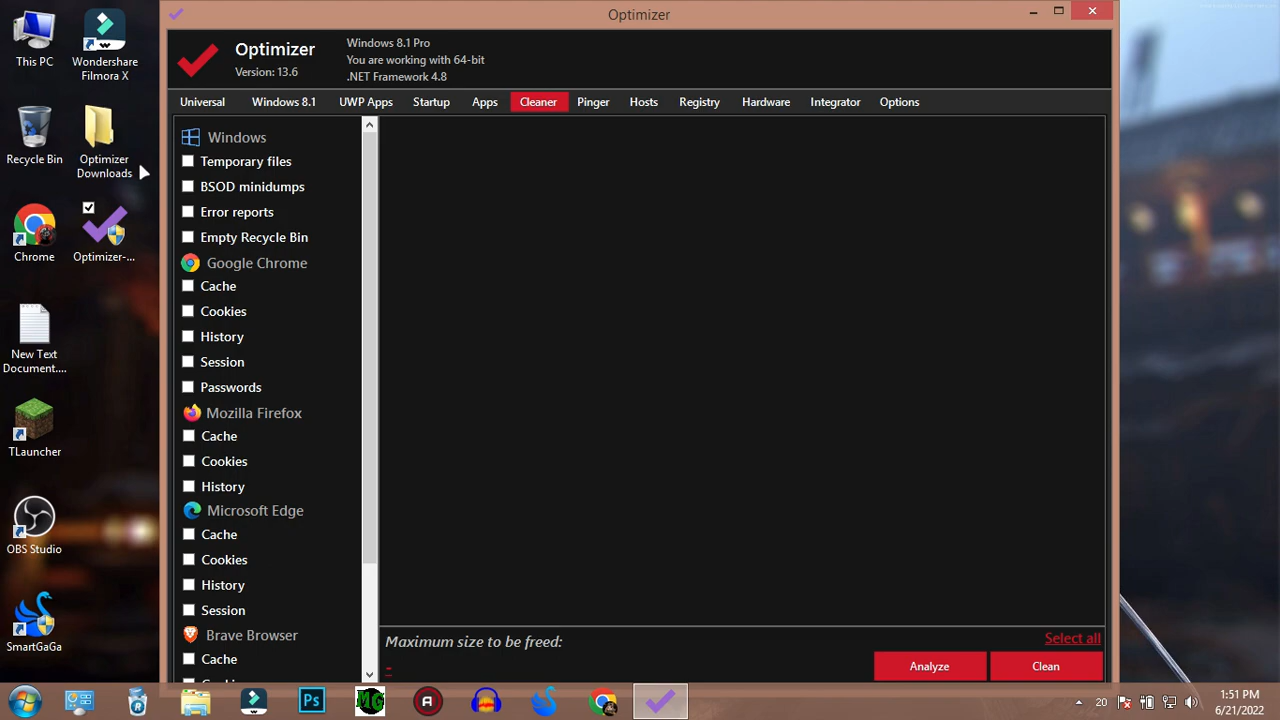 Optimizer
This PC
Wondershare
Filmora X
Recycle Bin
Optimizer
Downloads
Chrome
Optimizer-...
New Text
Document....
TLauncher
OBS Studio
SmartGaGa
Optimizer
Version: 13.6
Windows 8.1 Pro
You are working with 64-bit
.NET Framework 4.8
Universal Windows 8.1 UWP Apps Startup Apps Cleaner Pinger Hosts Registry Hardware Integrator Options
Windows
Temporary files
BSOD minidumps
Error reports
Empty Recycle Bin
Google Chrome
Cache
Cookies
History
Session
Passwords
Mozilla Firefox
Cache
Cookies
History
Microsoft Edge
Cache
Cookies
History
Session
Brave Browser
Cache
Maximum size to be freed:
-
Select all
Analyze
Clean
Ps
MG
A
20
1:51 PM
6/21/2022